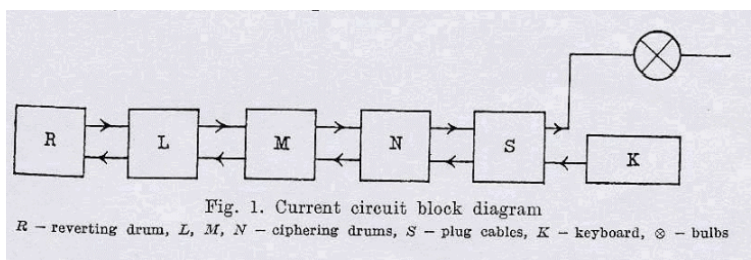 R L M N S K
Fig. 1. Current circuit block diagram
R – reverting drum, L, M, N – ciphering drums, S – plug cables, K – keyboard, ⊗ – bulbs